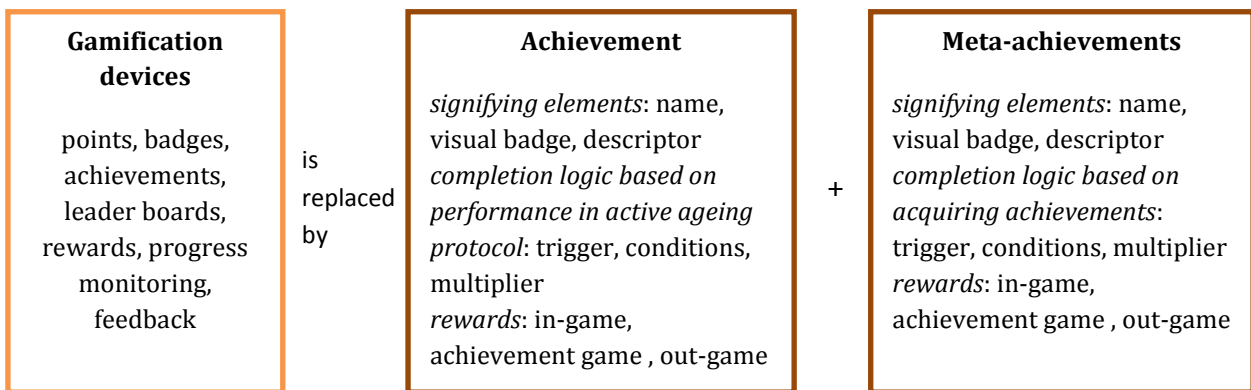 Gamification
devices
points, badges,
achievements,
leader boards,
rewards, progress
monitoring,
feedback
is
replaced
by
Achievement
signifying elements: name,
visual badge, descriptor
completion logic based on
performance in active ageing
protocol: trigger, conditions,
multiplier
rewards: in-game,
achievement game , out-game
+
Meta-achievements
signifying elements: name,
visual badge, descriptor
completion logic based on
acquiring achievements:
trigger, conditions, multiplier
rewards: in-game,
achievement game , out-game